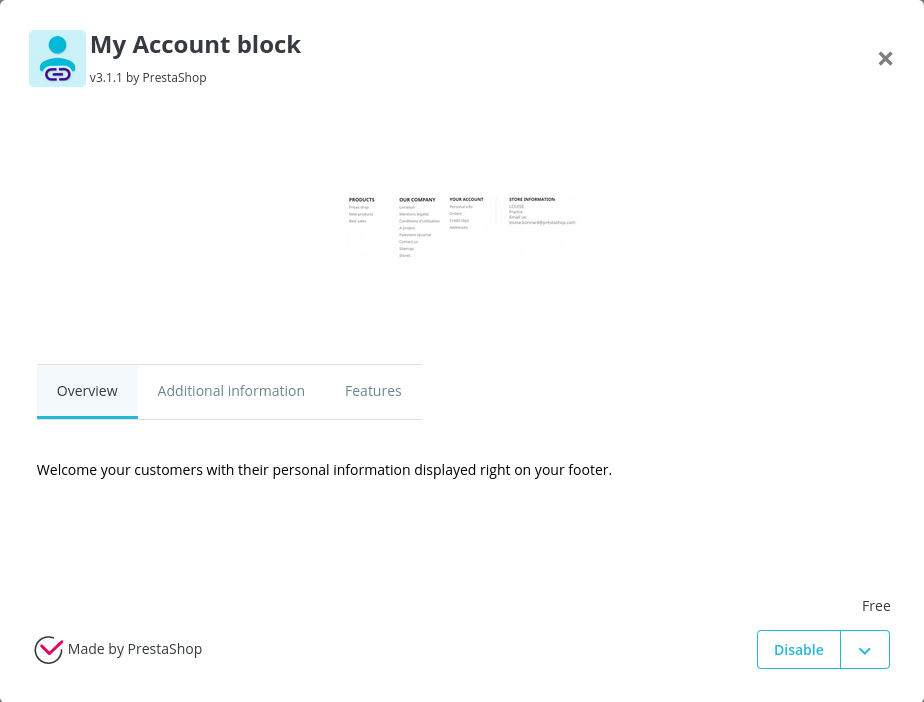 My Account block
v3.1.1 by PrestaShop
PRODUCTS
Prices drop
New products
Best sales
OUR COMPANY
Livraison
Mentions légales
Conditions d'utilisation
A propos
Paiement sécurisé
Contact us
Sitemap
Stores
YOUR ACCOUNT
Personal info
Orders
Credit slips
Addresses
STORE INFORMATION
LOUISE
France
Email us:
Overview
Additional information
Features
Welcome your customers with their personal information displayed right on your footer.
Free
Made by PrestaShop
Disable